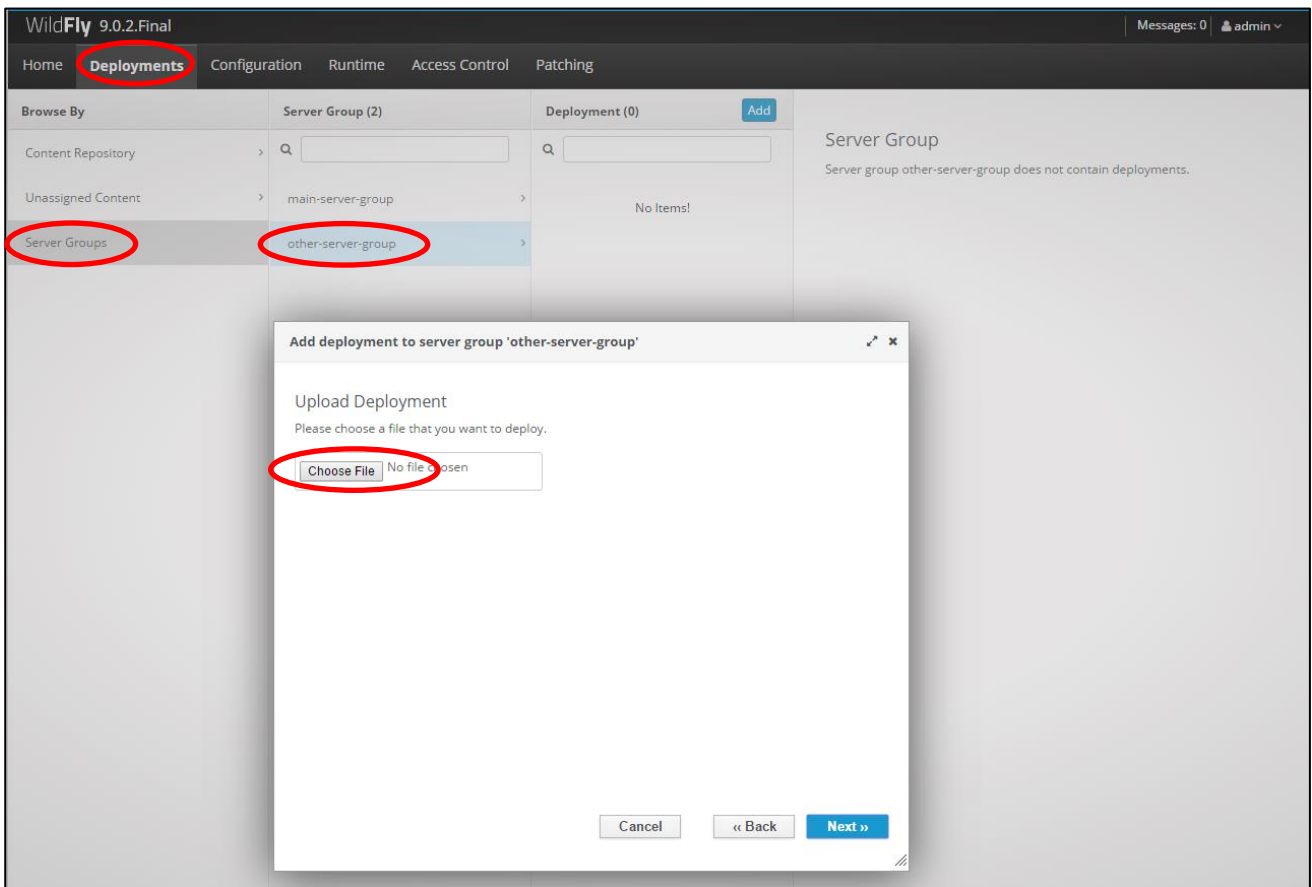 WildFly 9.0.2.Final Messages: 0 admin
Home Deployments Configuration Runtime Access Control Patching
Browse By Server Group (2) Deployment (0) Add
Server Group
Content Repository
Server group other-server-group does not contain deployments.
Unassigned Content main-server-group No Items!
Server Groups other-server-group
Add deployment to server group 'other-server-group'
Upload Deployment
Please choose a file that you want to deploy.
Choose File No file chosen
Cancel ‹‹ Back Next ››